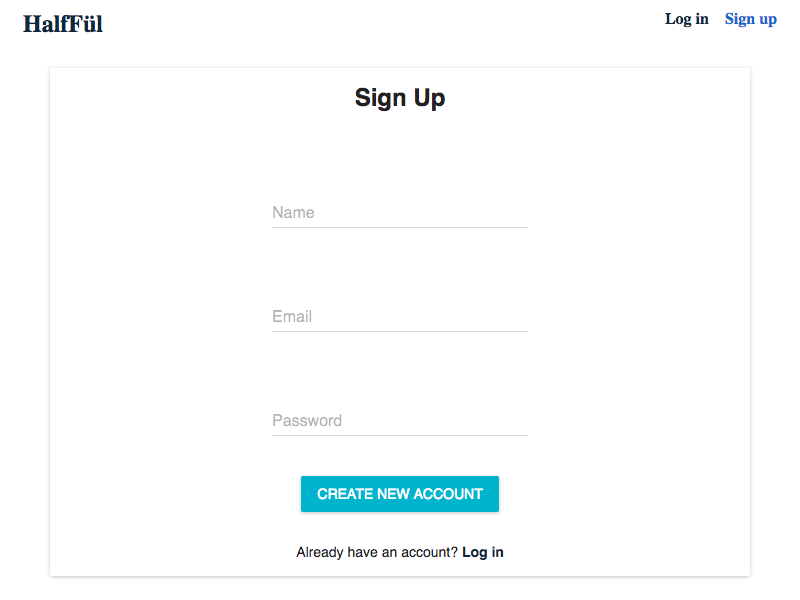 HalfFül
Log in Sign up
Sign Up
Name
Email
Password
CREATE NEW ACCOUNT
Already have an account? Log in